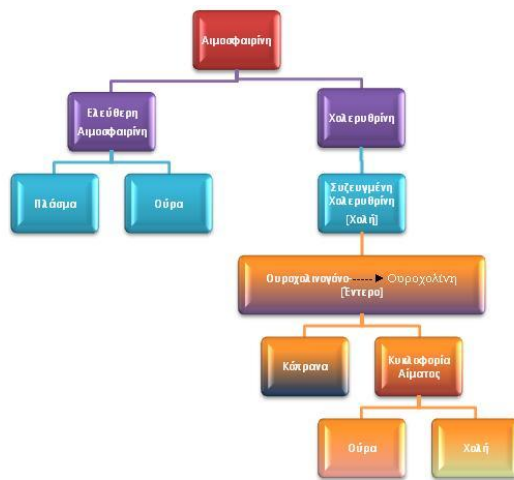 Αιμοσφαιρίνη
Ελεύθερη
Αιμοσφαιρίνη
Χολερυθρίνη
Πλάσμα
Ούρα
Συζευγμένη
Χολερυθρίνη
[Χολή]
Ουροχολινογόνο-----► Ουροχολίνη
[Έντερο]
Κόπρανα
Κυκλοφορία
Αίματος
Ούρα
Χολή